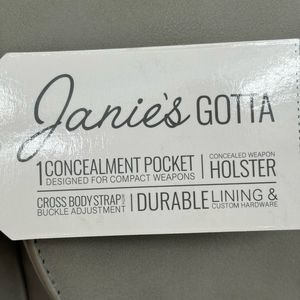 Janie's GOTTA
1 CONCEALMENT POCKET
DESIGNED FOR COMPACT WEAPONS
CONCEALED WEAPON
HOLSTER
CROSS BODY STRAP
BUCKLE ADJUSTMENT
DURABLE LINING &
CUSTOM HARDWARE